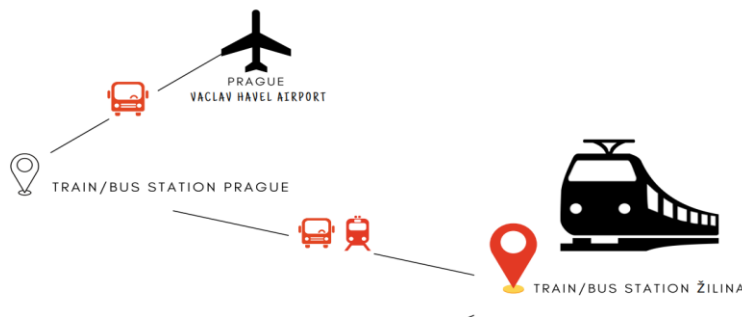 PRAGUE
VACLAV HAVEL AIRPORT
TRAIN/BUS STATION PRAGUE
TRAIN/BUS STATION ŽILINA